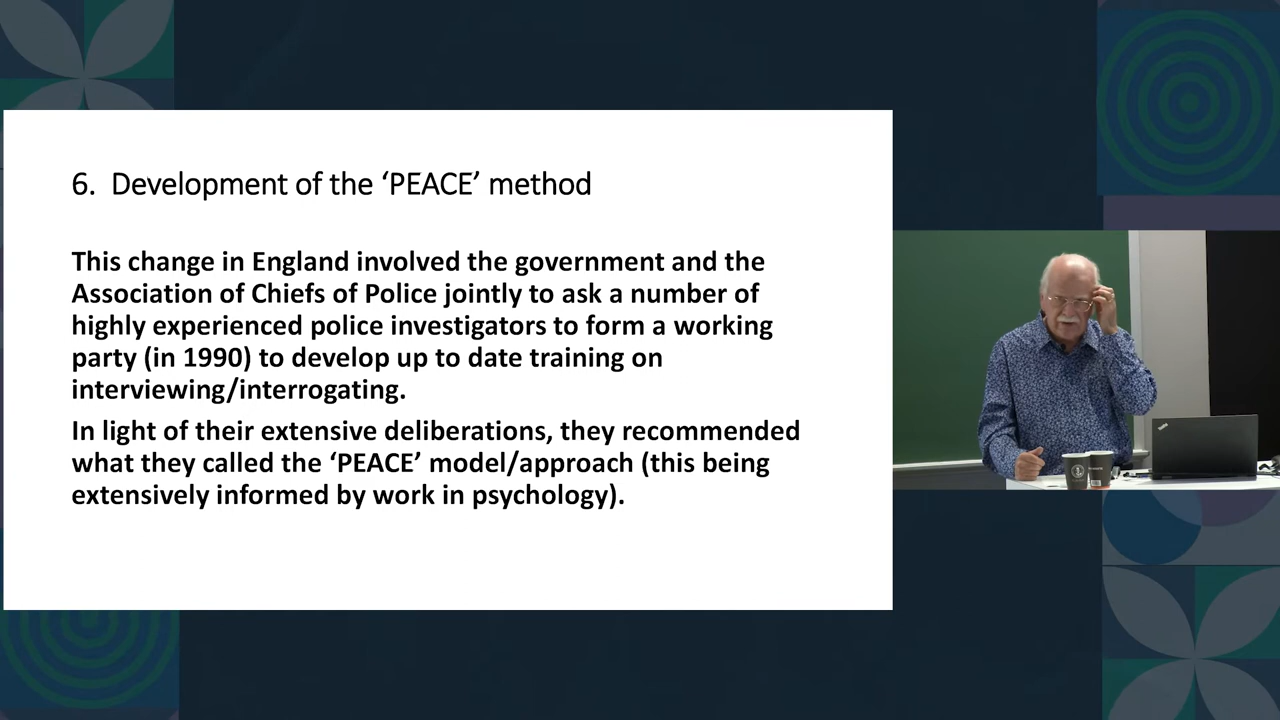 6. Development of the ‘PEACE’ method
This change in England involved the government and the
Association of Chiefs of Police jointly to ask a number of
highly experienced police investigators to form a working
party (in 1990) to develop up to date training on
interviewing/interrogating.
In light of their extensive deliberations, they recommended
what they called the ‘PEACE’ model/approach (this being
extensively informed by work in psychology).